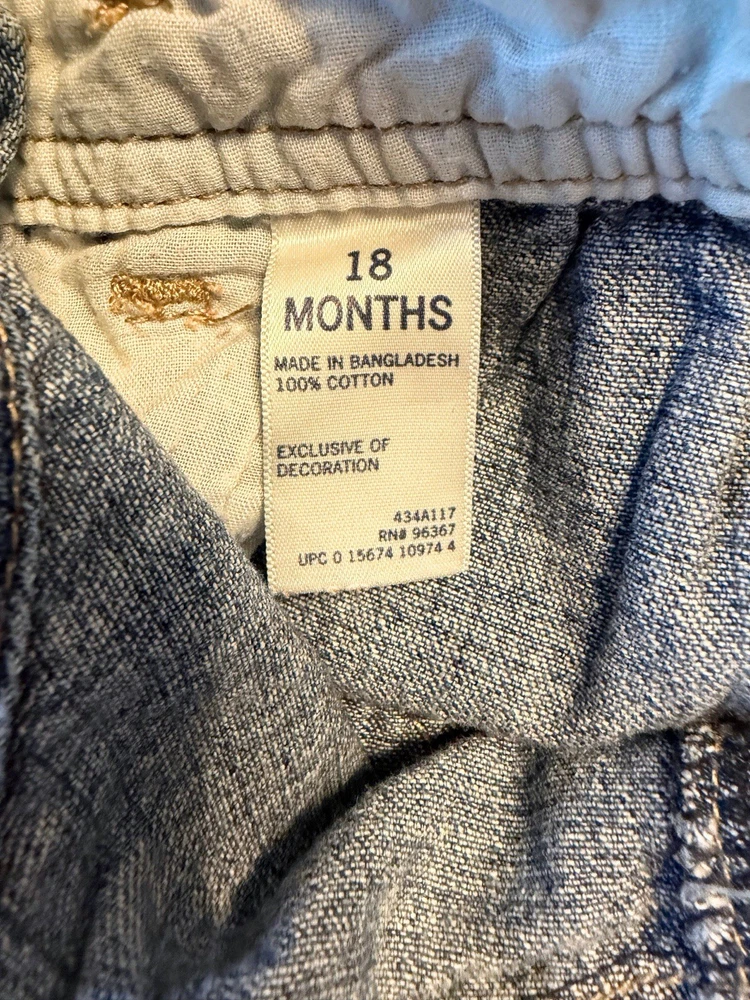 18
MONTHS
MADE IN BANGLADESH
100% COTTON
EXCLUSIVE OF
DECORATION
434A117
RN# 96367
UPC 0 15674 10974 4